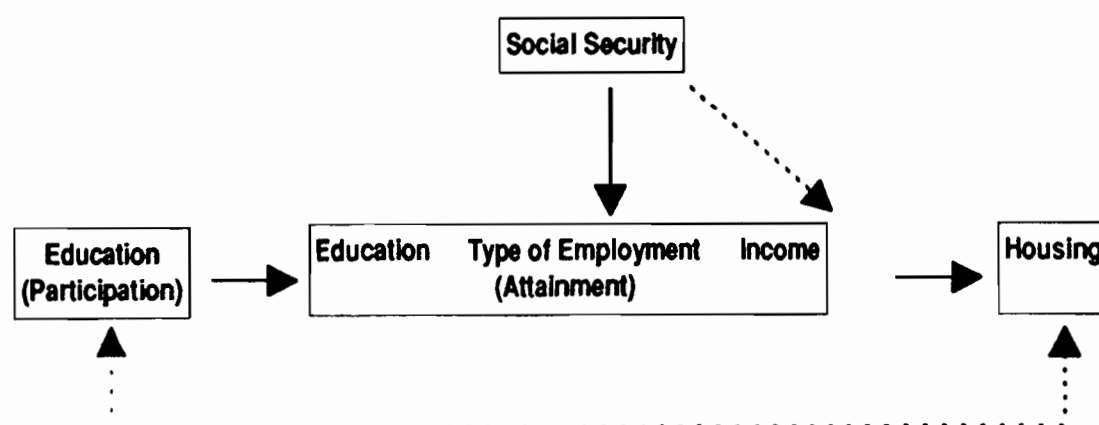 Social Security
Education
(Participation)
Education Type of Employment Income
(Attainment)
Housing